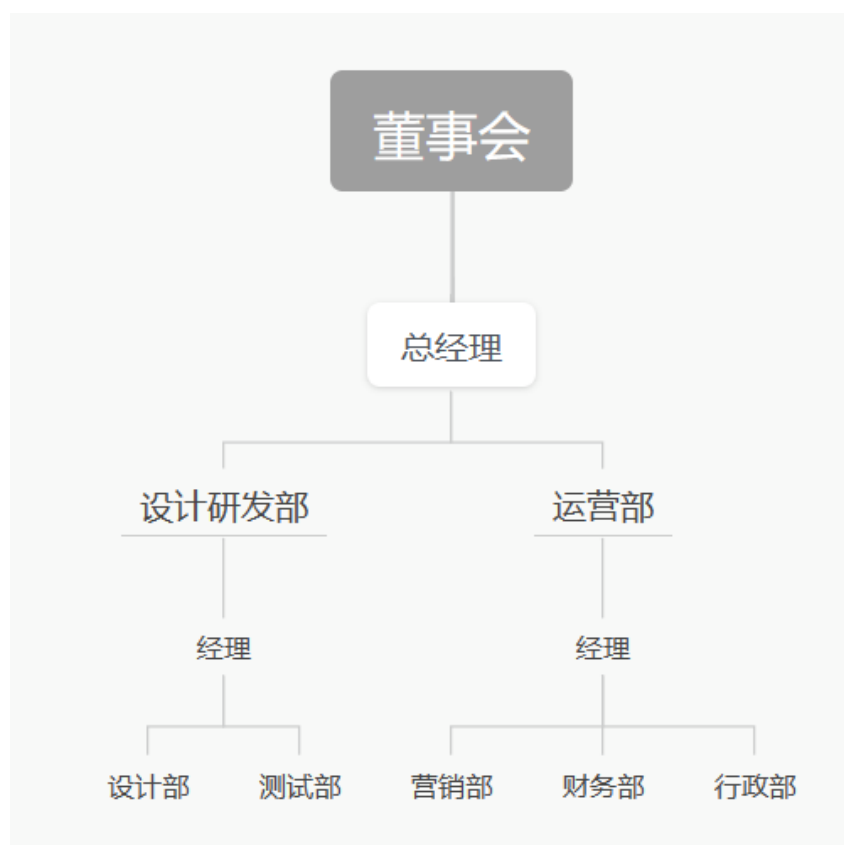 董事会
总经理
设计研发部
运营部
经理
经理
设计部
测试部
营销部
财务部
行政部